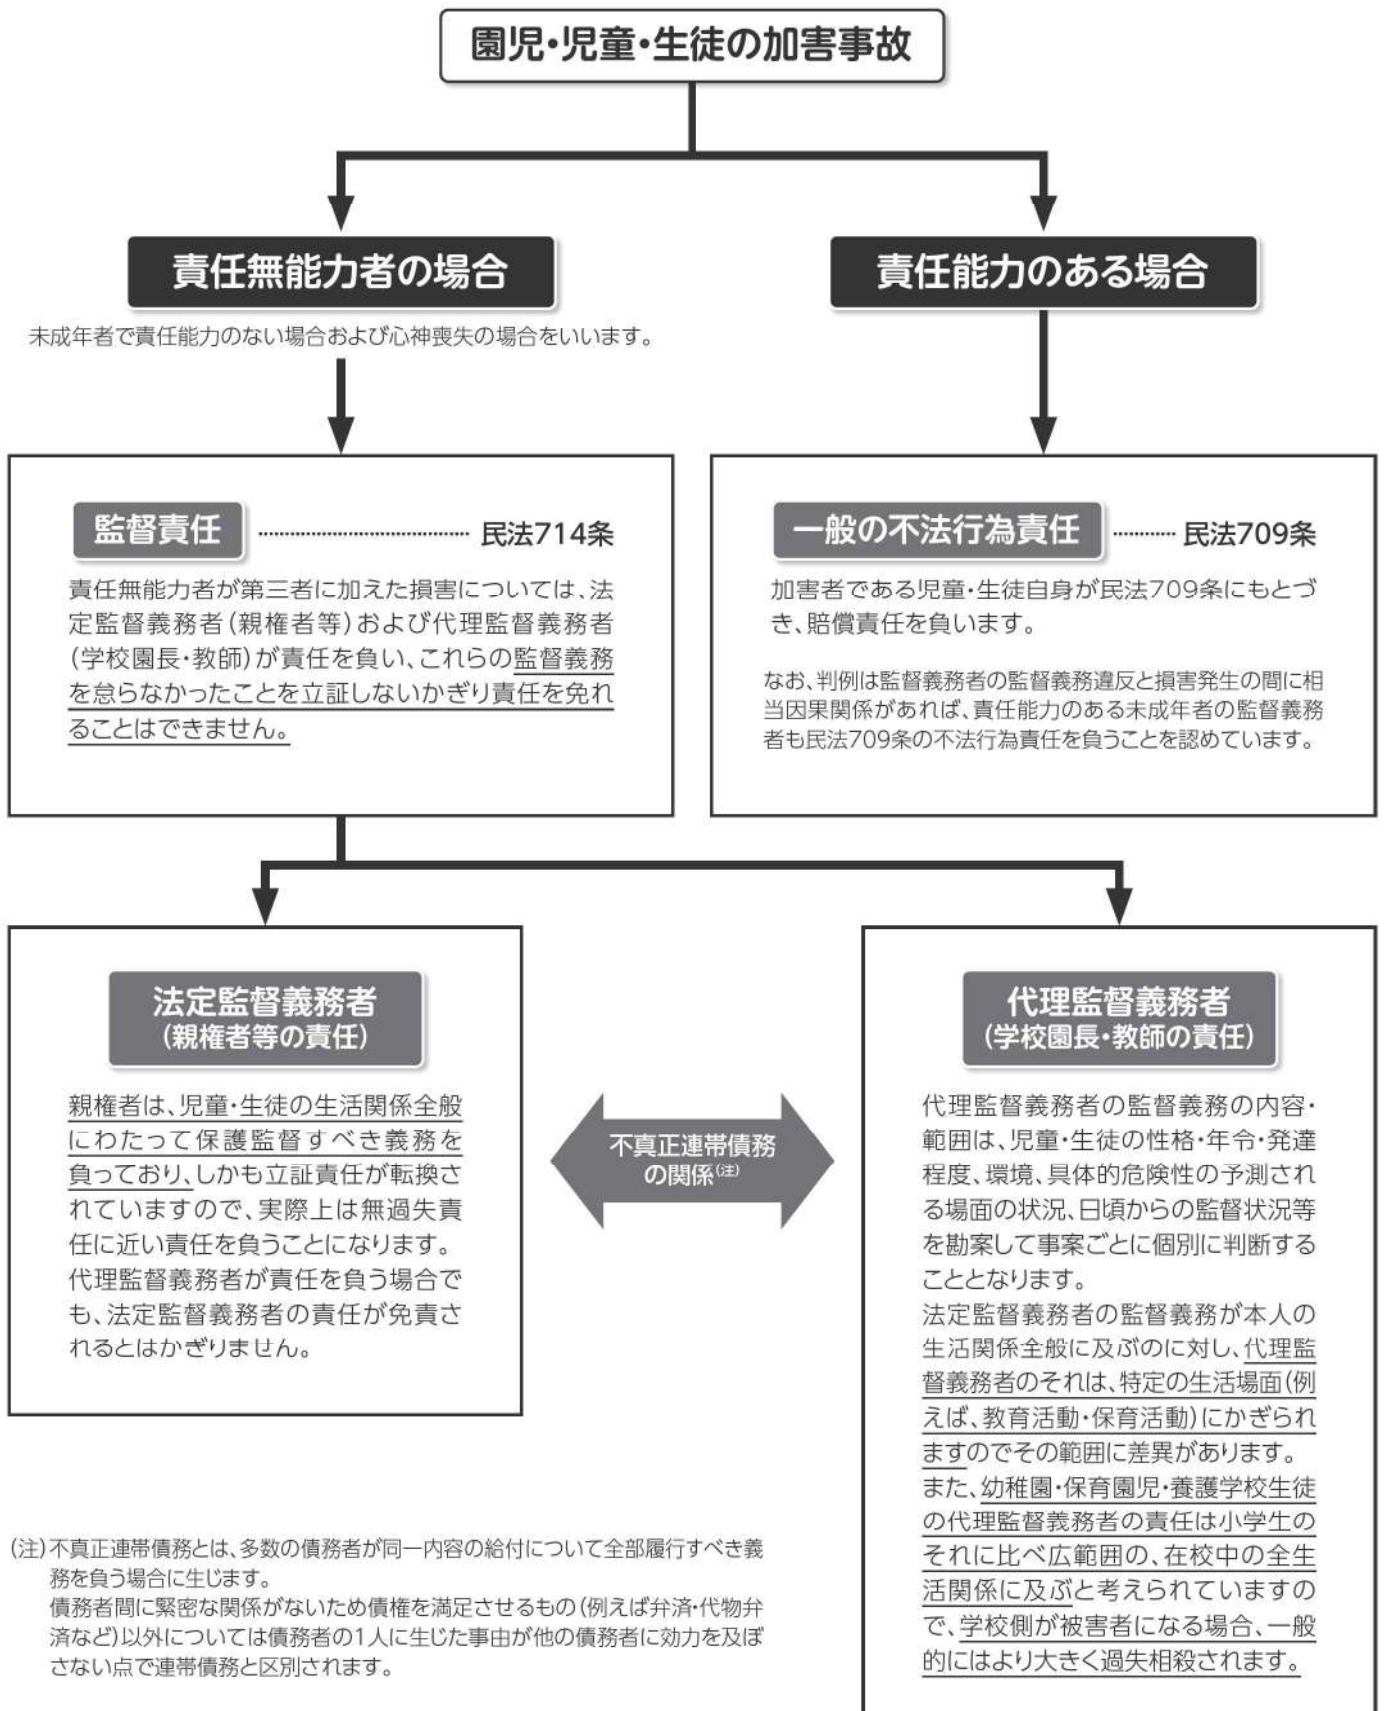 園児・児童・生徒の加害事故
責任無能力者の場合
未成年者で責任能力のない場合および心神喪失の場合をいいます。
責任能力のある場合
監督責任 ………… 民法714条
責任無能力者が第三者に加えた損害については、法
定監督義務者(親権者等)および代理監督義務者
(学校園長・教師)が責任を負い、これらの監督義務
を怠らなかったことを立証しないかぎり責任を免れ
ることはできません。
一般の不法行為責任 ………… 民法709条
加害者である児童・生徒自身が民法709条にもとづ
き、賠償責任を負います。
なお、判例は監督義務者の監督義務違反と損害発生の間に相
当因果関係があれば、責任能力のある未成年者の監督義務
者も民法709条の不法行為責任を負うことを認めています。
法定監督義務者
(親権者等の責任)
親権者は、児童・生徒の生活関係全般
にわたって保護監督すべき義務を
負っており、しかも立証責任が転換さ
れていますので、実際上は無過失責
任に近い責任を負うことになります。
代理監督義務者が責任を負う場合で
も、法定監督義務者の責任が免責さ
れるとはかぎりません。
不真正連帯債務
の関係(注)
代理監督義務者
(学校園長・教師の責任)
代理監督義務者の監督義務の内容・
範囲は、児童・生徒の性格・年令・発達
程度、環境、具体的危険性の予測され
る場面の状況、日頃からの監督状況等
を勘案して事案ごとに個別に判断する
こととなります。
法定監督義務者の監督義務が本人の
生活関係全般に及ぶのに対し、代理監
督義務者のそれは、特定の生活場面(例
えば、教育活動・保育活動)にかぎられ
ますのでその範囲に差異があります。
また、幼稚園・保育園児・養護学校生徒
の代理監督義務者の責任は小学生の
それに比べ広範囲の、在校中の全生
活関係に及ぶと考えられていますの
で、学校側が被害者になる場合、一般
的にはより大きく過失相殺されます。
(注)不真正連帯債務とは、多数の債務者が同一内容の給付について全部履行すべき義
務を負う場合に生じます。
債務者間に緊密な関係がないため債権を満足させるもの(例えば弁済・代物弁
済など)以外については債務者の1人に生じた事由が他の債務者に効力を及ぼ
さない点で連帯債務と区別されます。